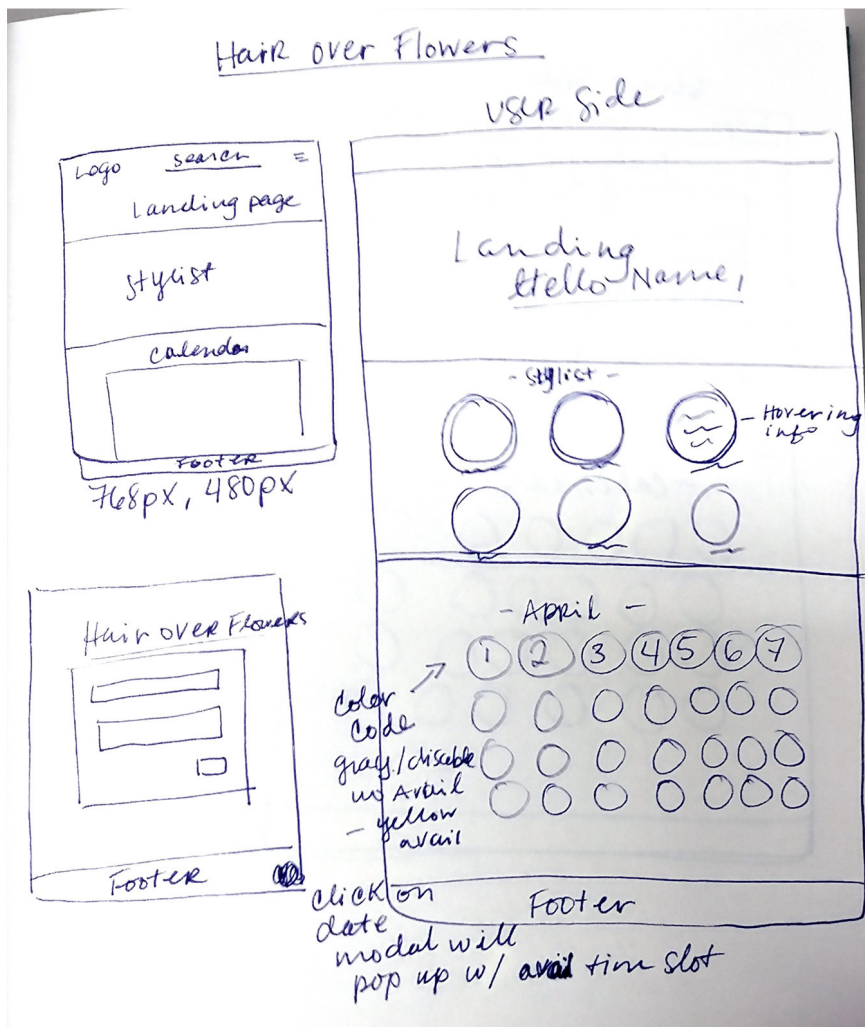 Hair over Flowers
User Side
Logo search
Landing page
Stylist
Calendar
Footer
768px, 480px
Landing
Hello Name,
- Stylist -
- Hovering
info
Hair over Flowers
Footer
- April -
1 2 3 4 5 6 7
Color
Code
gray/disable
no Avail
- yellow
avail
Footer
click on
date
modal will
pop up w/ avail time slot